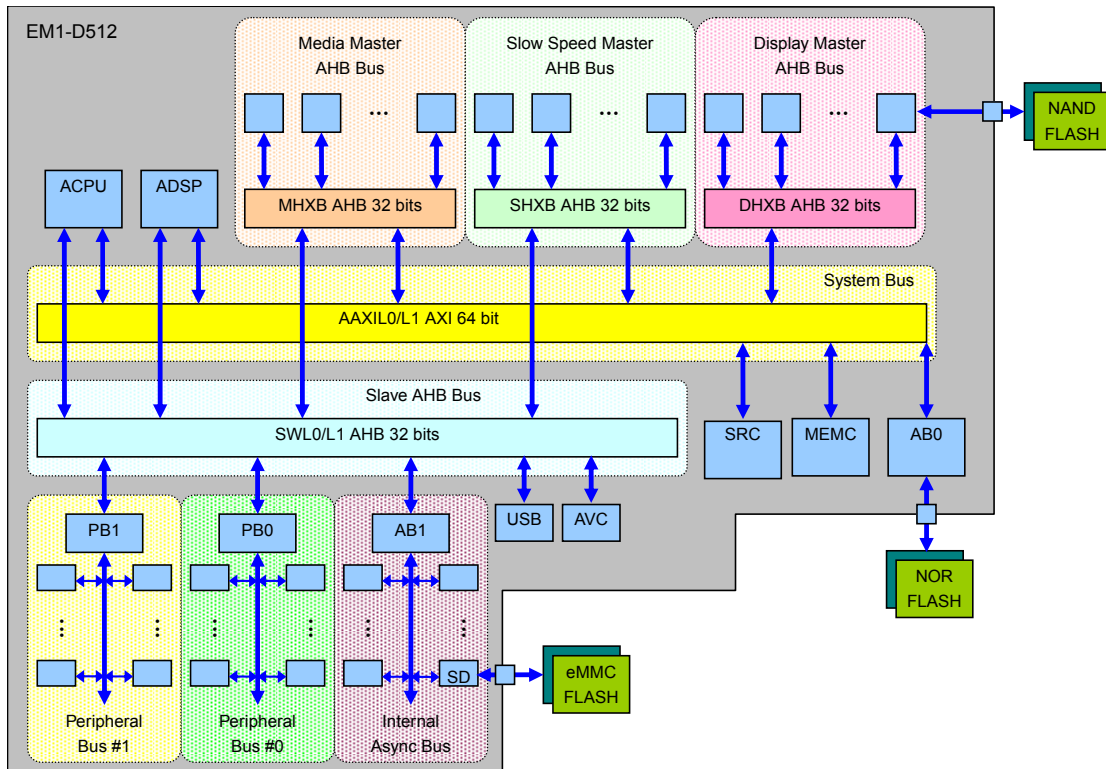 EM1-D512
Media Master
AHB Bus
Slow Speed Master
AHB Bus
Display Master
AHB Bus
...
...
...
NAND
FLASH
ACPU
ADSP
MHXB AHB 32 bits
SHXB AHB 32 bits
DHXB AHB 32 bits
System Bus
AAXIL0/L1 AXI 64 bit
Slave AHB Bus
SWL0/L1 AHB 32 bits
SRC
MEMC
AB0
PB1
PB0
AB1
USB
AVC
NOR
FLASH
...
...
...
...
...
...
SD
eMMC
FLASH
Peripheral
Bus #1
Peripheral
Bus #0
Internal
Async Bus